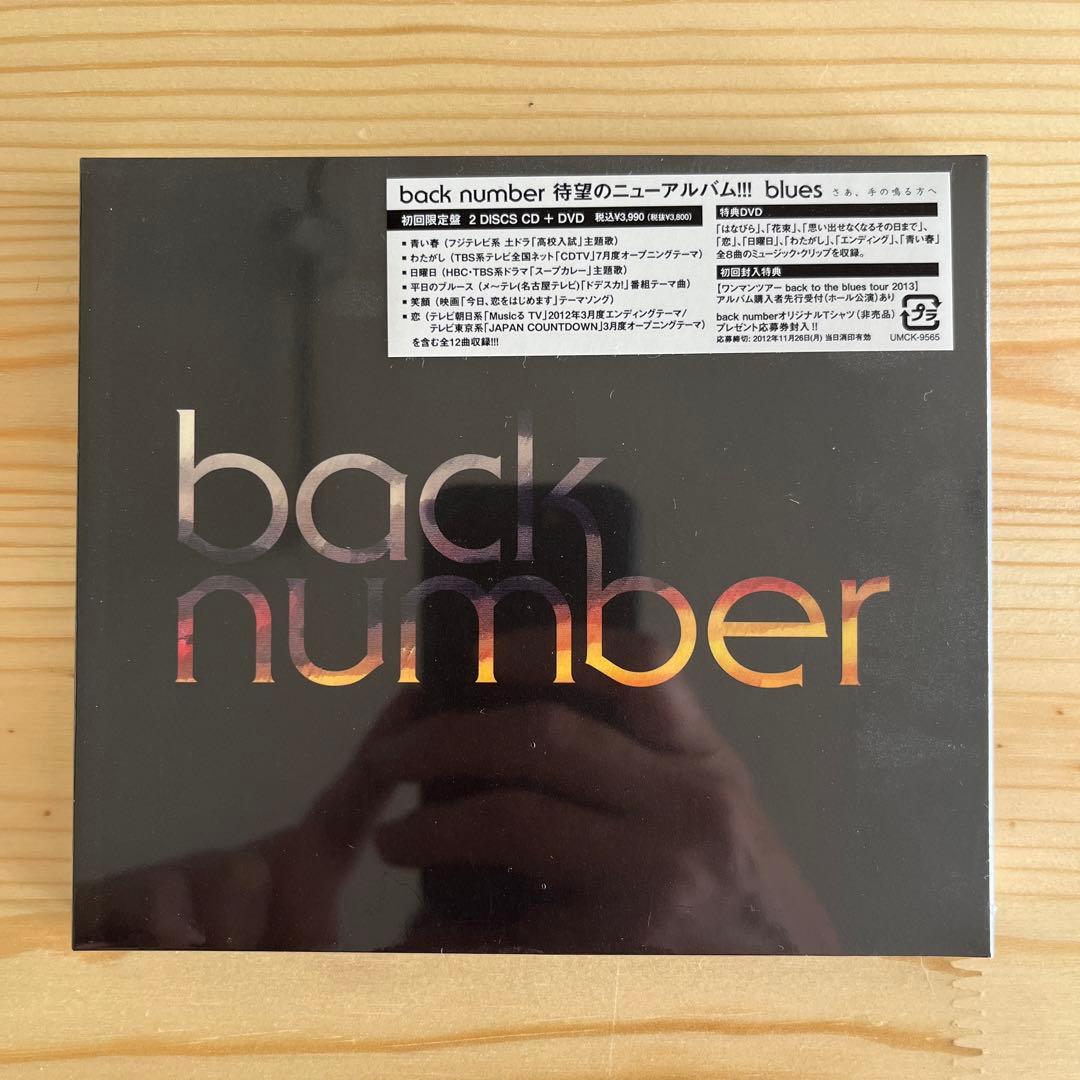 back number 待望のニューアルバム!!! blues さあ、手の鳴る方へ
初回限定盤 2 DISCS CD + DVD 税込¥3,990 (税抜¥3,800)
■ 青い春 (フジテレビ系 土ドラ「高校入試」主題歌)
■ わたがし (TBS系テレビ全国ネット「CDTV」7月度オープニングテーマ)
■ 日曜日 (HBC・TBS系ドラマ「スープカレー」主題歌)
■ 平日のブルース (メ〜テレ(名古屋テレビ)「ドデスカ!」番組テーマ曲)
■ 笑顔 (映画「今日、恋をはじめます」テーマソング)
■ 恋 (テレビ朝日系「Musicる TV」2012年3月度エンディングテーマ/
テレビ東京系「JAPAN COUNTDOWN」3月度オープニングテーマ)
を含む全12曲収録!!!
特典DVD
「はなびら」、「花束」、「思い出せなくなるその日まで」、
「恋」、「日曜日」、「わたがし」、「エンディング」、「青い春」
全8曲のミュージック・クリップを収録。
初回封入特典
【ワンマンツアー back to the blues tour 2013】
アルバム購入者先行受付(ホール公演)あり
back numberオリジナルTシャツ(非売品)
プレゼント応募券封入!!
応募締切: 2012年11月26日(月) 当日消印有効
プラ
UMCK-9565
back
number